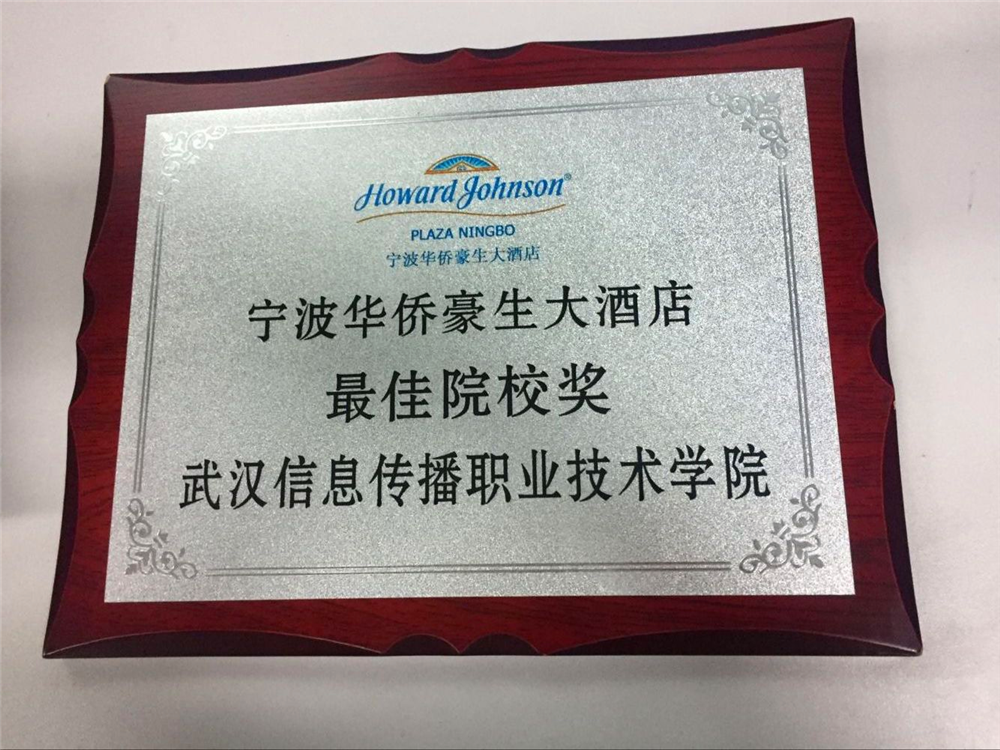 Howard Johnson®
PLAZA NINGBO
宁波华侨豪生大酒店
宁波华侨豪生大酒店
最佳院校奖
武汉信息传播职业技术学院